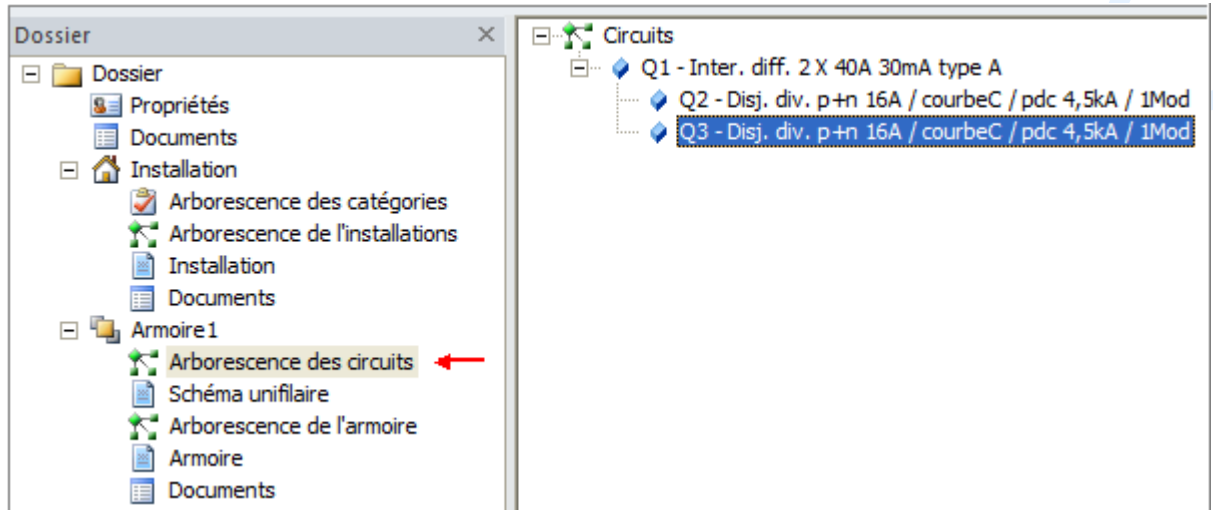 Dossier
Dossier
Propriétés
Documents
Installation
Arborescence des catégories
Arborescence de l'installations
Installation
Documents
Armoire1
Arborescence des circuits
Schéma unifilaire
Arborescence de l'armoire
Armoire
Documents
Circuits
Q1 - Inter. diff. 2 X 40A 30mA type A
Q2 - Disj. div. p+n 16A / courbeC / pdc 4,5kA / 1Mod
Q3 - Disj. div. p+n 16A / courbeC / pdc 4,5kA / 1Mod